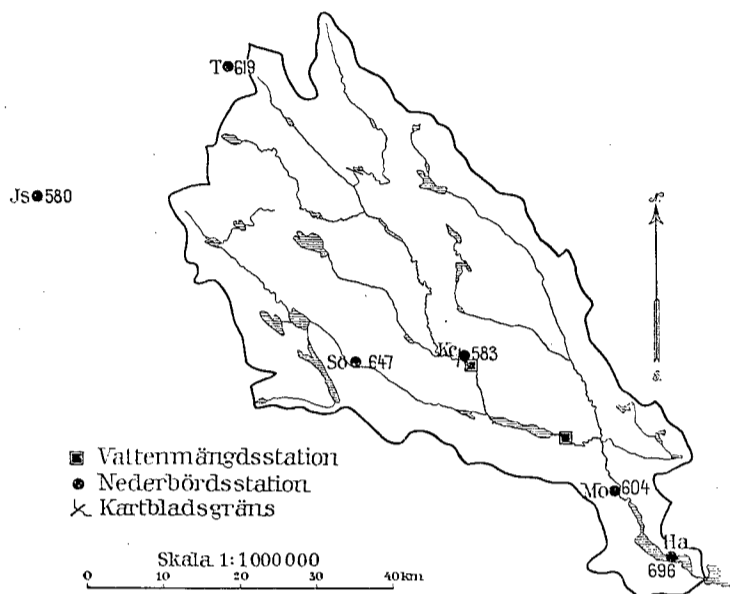 T 619
Js 580
N.
S.
Sö 647
Kc 583
Vattenmängdsstation
Nederbördsstation
Kartbladsgräns
Mo 604
Ha
696
Skala 1:1000000
0 10 20 30 40 km